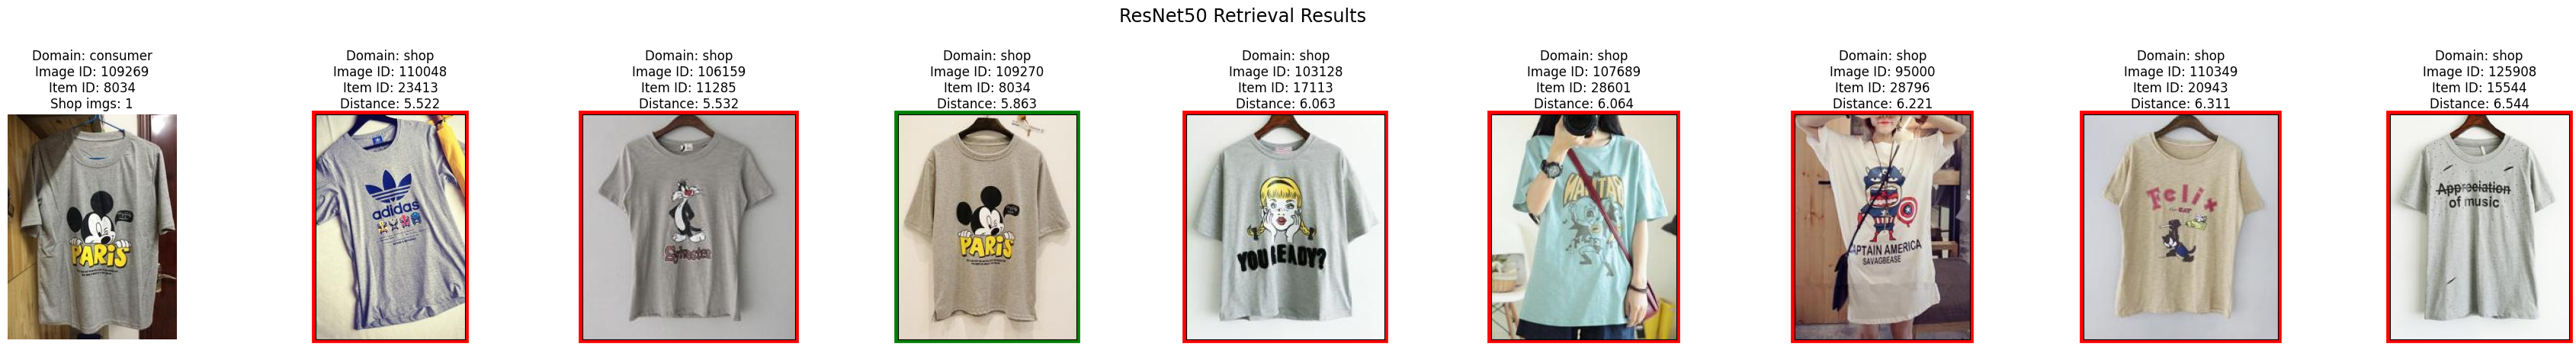 ResNet50 Retrieval Results
Domain: consumer
Image ID: 109269
Item ID: 8034
Shop imgs: 1
PARIS
Domain: shop
Image ID: 110048
Item ID: 23413
Distance: 5.522
adidas
Domain: shop
Image ID: 106159
Item ID: 11285
Distance: 5.532
Sylvester
Domain: shop
Image ID: 109270
Item ID: 8034
Distance: 5.863
PARIS
Domain: shop
Image ID: 103128
Item ID: 17113
Distance: 6.063
YOU READY?
Domain: shop
Image ID: 107689
Item ID: 28601
Distance: 6.064
Domain: shop
Image ID: 95000
Item ID: 28796
Distance: 6.221
APTAIN AMERICA
SAVAGBEASE
Domain: shop
Image ID: 110349
Item ID: 20943
Distance: 6.311
Felix
Domain: shop
Image ID: 125908
Item ID: 15544
Distance: 6.544
Appreciation
of music